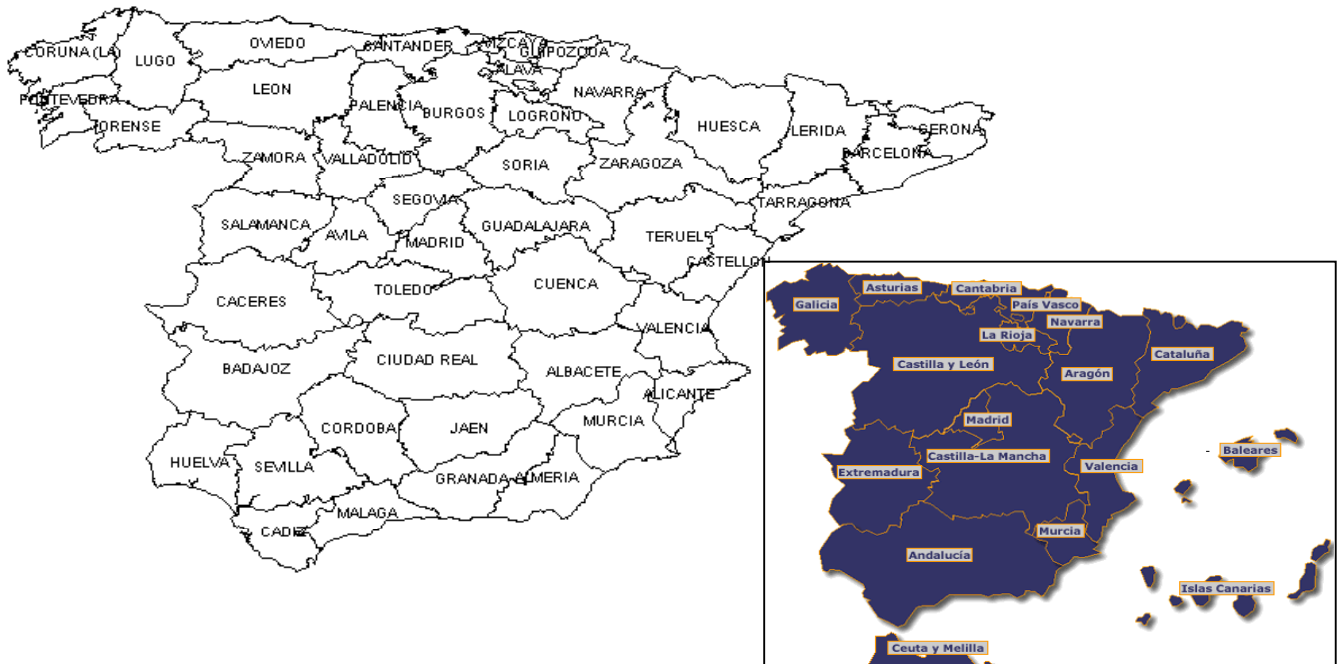 OVIEDO
SANTANDER
VIZCAYA
GUIPOZCOA
CORUNA (LA)
LUGO
ALAVA
LEON
NAVARRA
PONTEVEDRA
PALENCIA
BURGOS
LOGROÑO
ORENSE
HUESCA
LERIDA
GERONA
BARCELONA
ZAMORA
VALLADOLID
SORIA
ZARAGOZA
SEGOVIA
TARRAGONA
SALAMANCA
AVILA
MADRID
GUADALAJARA
TERUEL
CASTELLON
CACERES
TOLEDO
CUENCA
VALENCIA
BADAJOZ
CIUDAD REAL
ALBACETE
ALICANTE
CORDOBA
JAEN
MURCIA
HUELVA
SEVILLA
GRANADA
ALMERIA
MALAGA
CADIZ
Asturias
Cantabria
Galicia
País Vasco
Navarra
La Rioja
Cataluña
Castilla y León
Aragón
Madrid
Baleares
Castilla-La Mancha
Extremadura
Valencia
Murcia
Andalucía
Islas Canarias
Ceuta y Melilla